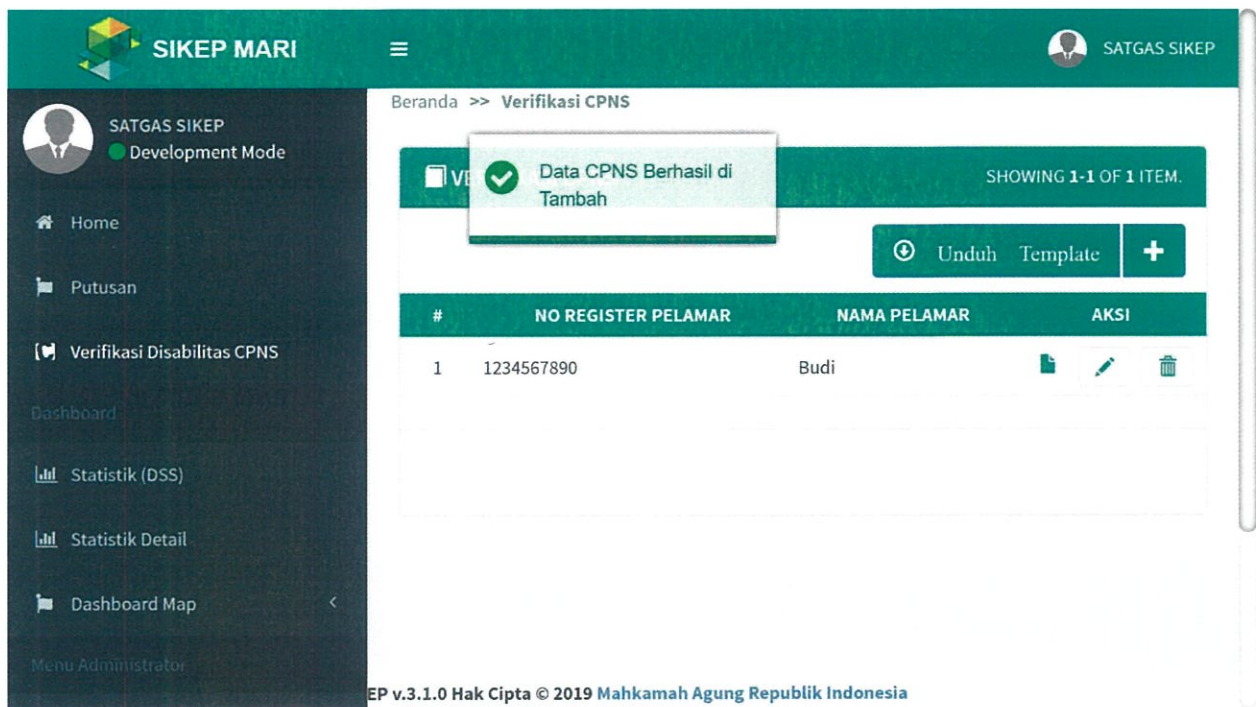 SIKEP MARI
SATGAS SIKEP
SATGAS SIKEP
Development Mode
Home
Putusan
Verifikasi Disabilitas CPNS
Dashboard
Statistik (DSS)
Statistik Detail
Dashboard Map
Menu Administrator
Beranda >> Verifikasi CPNS
Data CPNS Berhasil di
Tambah
SHOWING 1-1 OF 1 ITEM.
Unduh Template
# NO REGISTER PELAMAR NAMA PELAMAR AKSI
1 1234567890 Budi
EP v.3.1.0 Hak Cipta © 2019 Mahkamah Agung Republik Indonesia